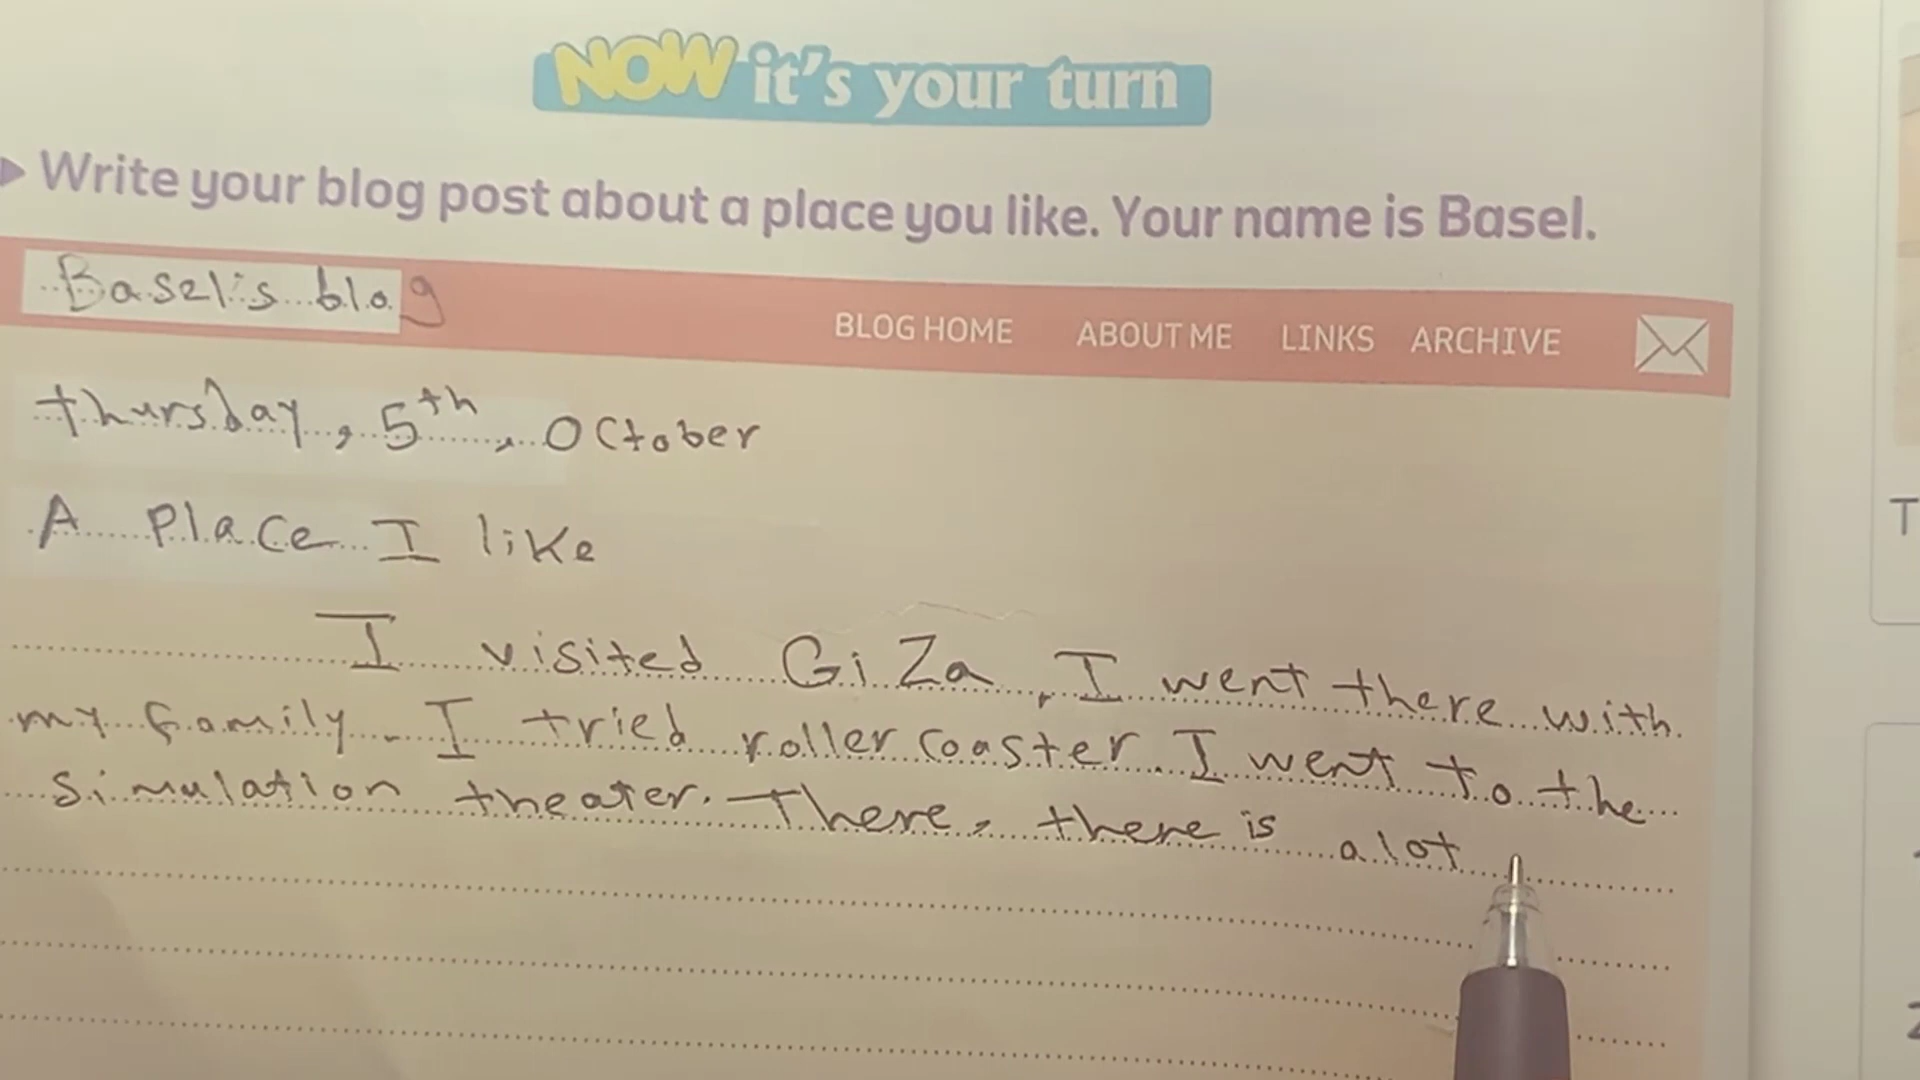 NOW it's your turn
Write your blog post about a place you like. Your name is Basel.
Basel's blog
BLOG HOME ABOUT ME LINKS ARCHIVE
thursday, 5th, October
A place I like
I visited GiZa, I went there with
my family. I tried roller coaster. I went to the
simulation theater. There, there is alot
T